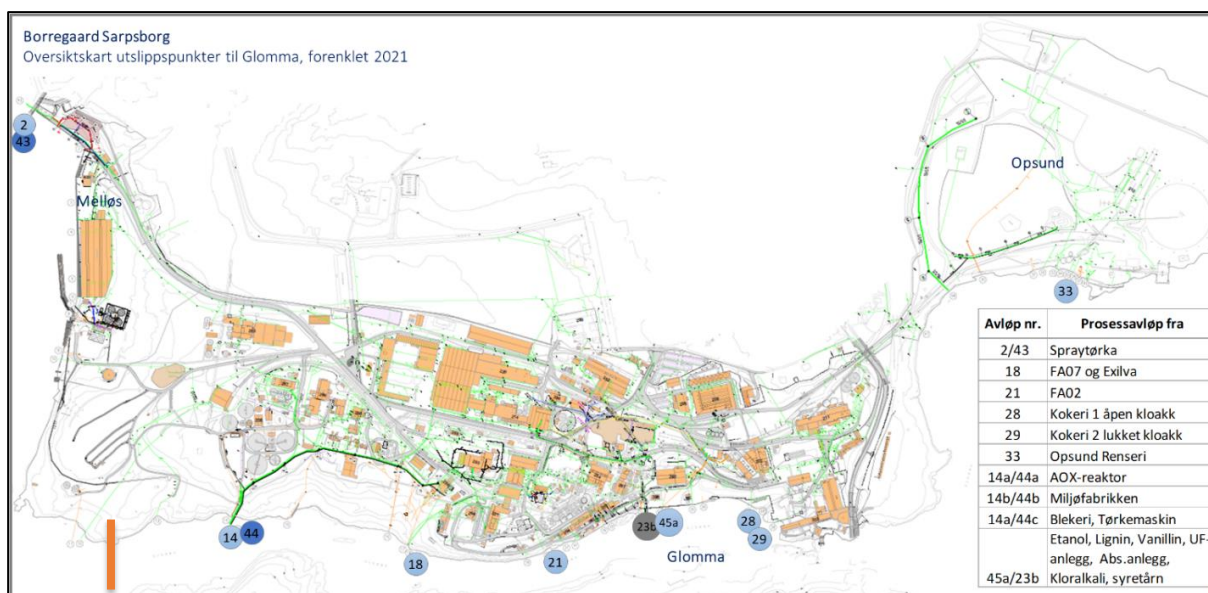 Borregaard Sarpsborg
Oversiktskart utslippspunkter til Glomma, forenklet 2021
2
43
Melløs
Opsund
33
14
44
18
21
23b
45a
28
29
Glomma
Avløp nr. Prosessavløp fra
2/43 Spraytørka
18 FA07 og Exilva
21 FA02
28 Kokeri 1 åpen kloakk
29 Kokeri 2 lukket kloakk
33 Opsund Renseri
14a/44a AOX-reaktor
14b/44b Miljøfabrikken
14a/44c Blekeri, Tørkemaskin
Etanol, Lignin, Vanillin, UF-
anlegg, Abs.anlegg,
45a/23b Kloralkali, syretårn